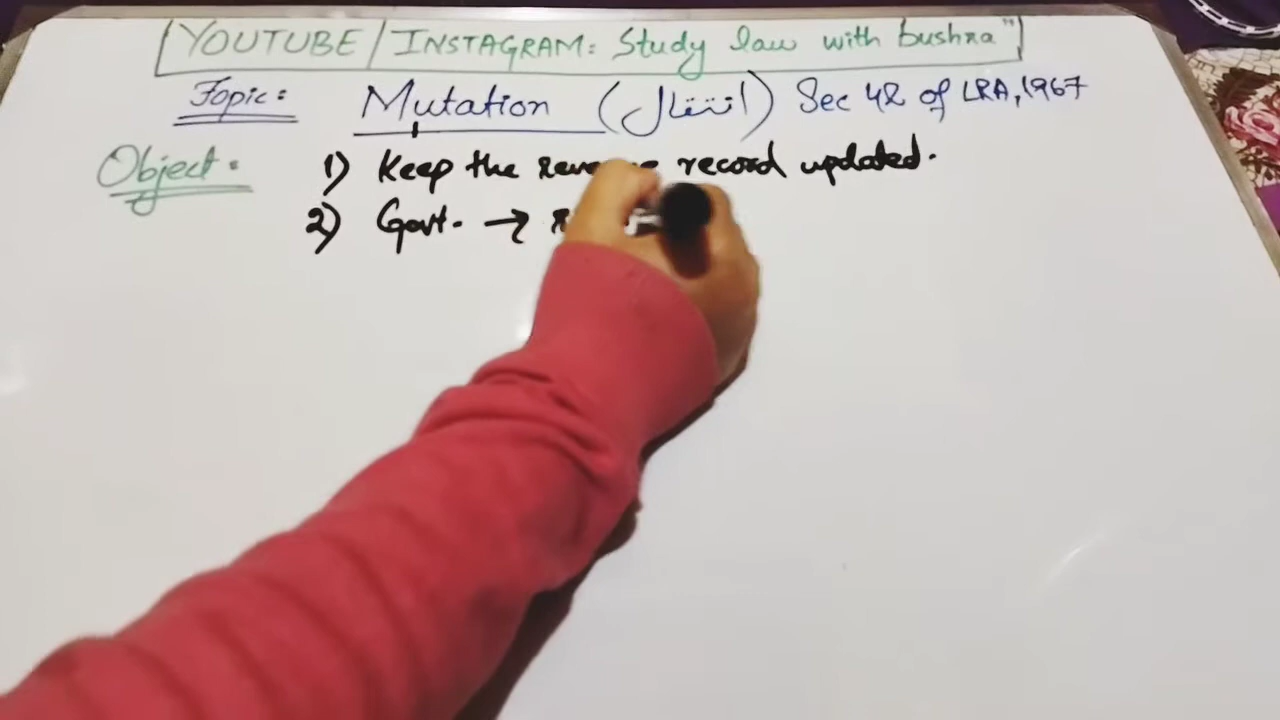 YOUTUBE/INSTAGRAM: Study law with bushra"
Topic: Mutation (انتقال) Sec 42 of LRA, 1967
Object: 1) Keep the record updated.
2) Govt. →